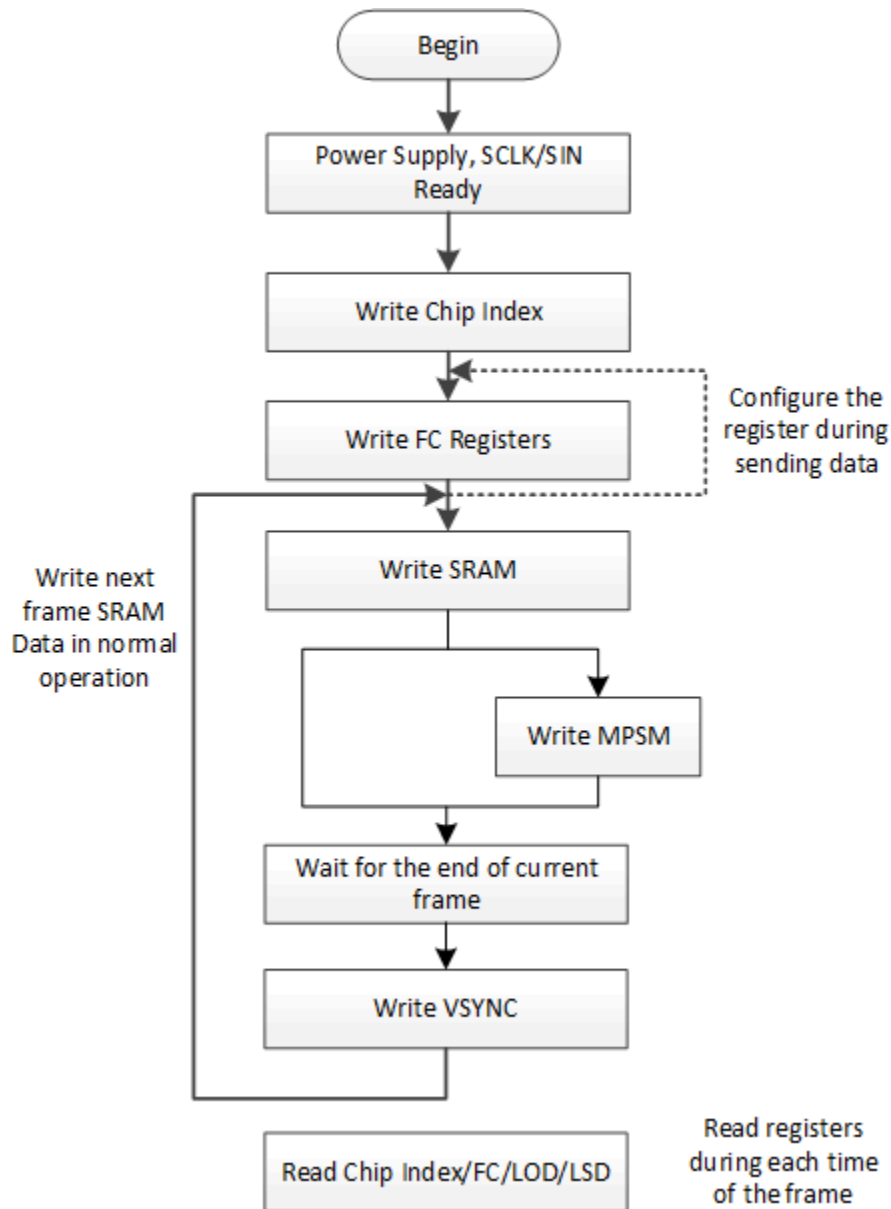 Begin
Power Supply, SCLK/SIN
Ready
Write Chip Index
Configure the
register during
sending data
Write FC Registers
Write SRAM
Write next
frame SRAM
Data in normal
operation
Write MPSM
Wait for the end of current
frame
Write VSYNC
Read Chip Index/FC/LOD/LSD
Read registers
during each time
of the frame